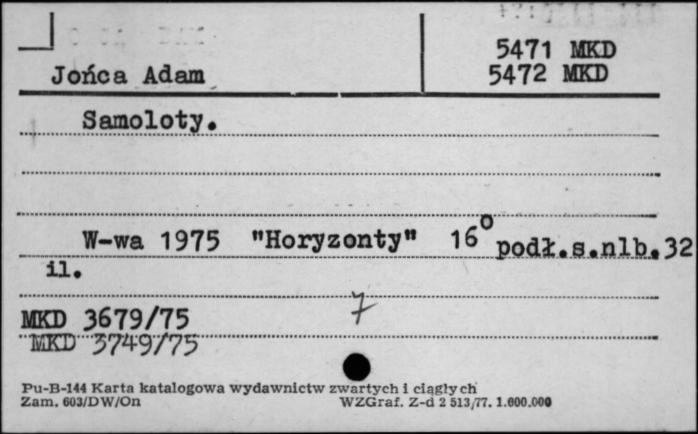 5471 MKD
Jońca Adam 5472 MKD
Samoloty.
W-wa 1975 "Horyzonty" 16° podł.s.nlb.32
il.
MKD 3679/75 7
MKD 3749/75
Pu-B-144 Karta katalogowa wydawnictw zwartych i ciągłych
Zam. 603/DW/On WZGraf. Z-d 2 513/77. 1.000.000